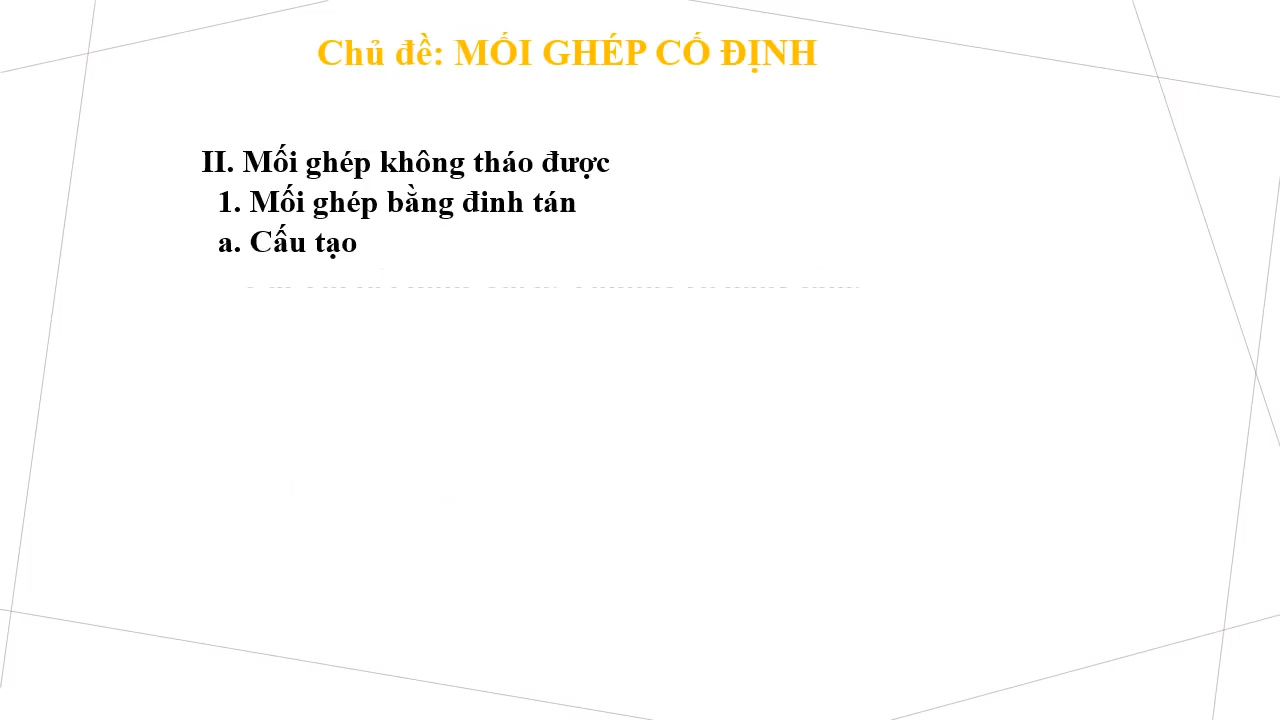 Chủ đề: MỐI GHÉP CỐ ĐỊNH
II. Mối ghép không tháo được
1. Mối ghép bằng đinh tán
a. Cấu tạo